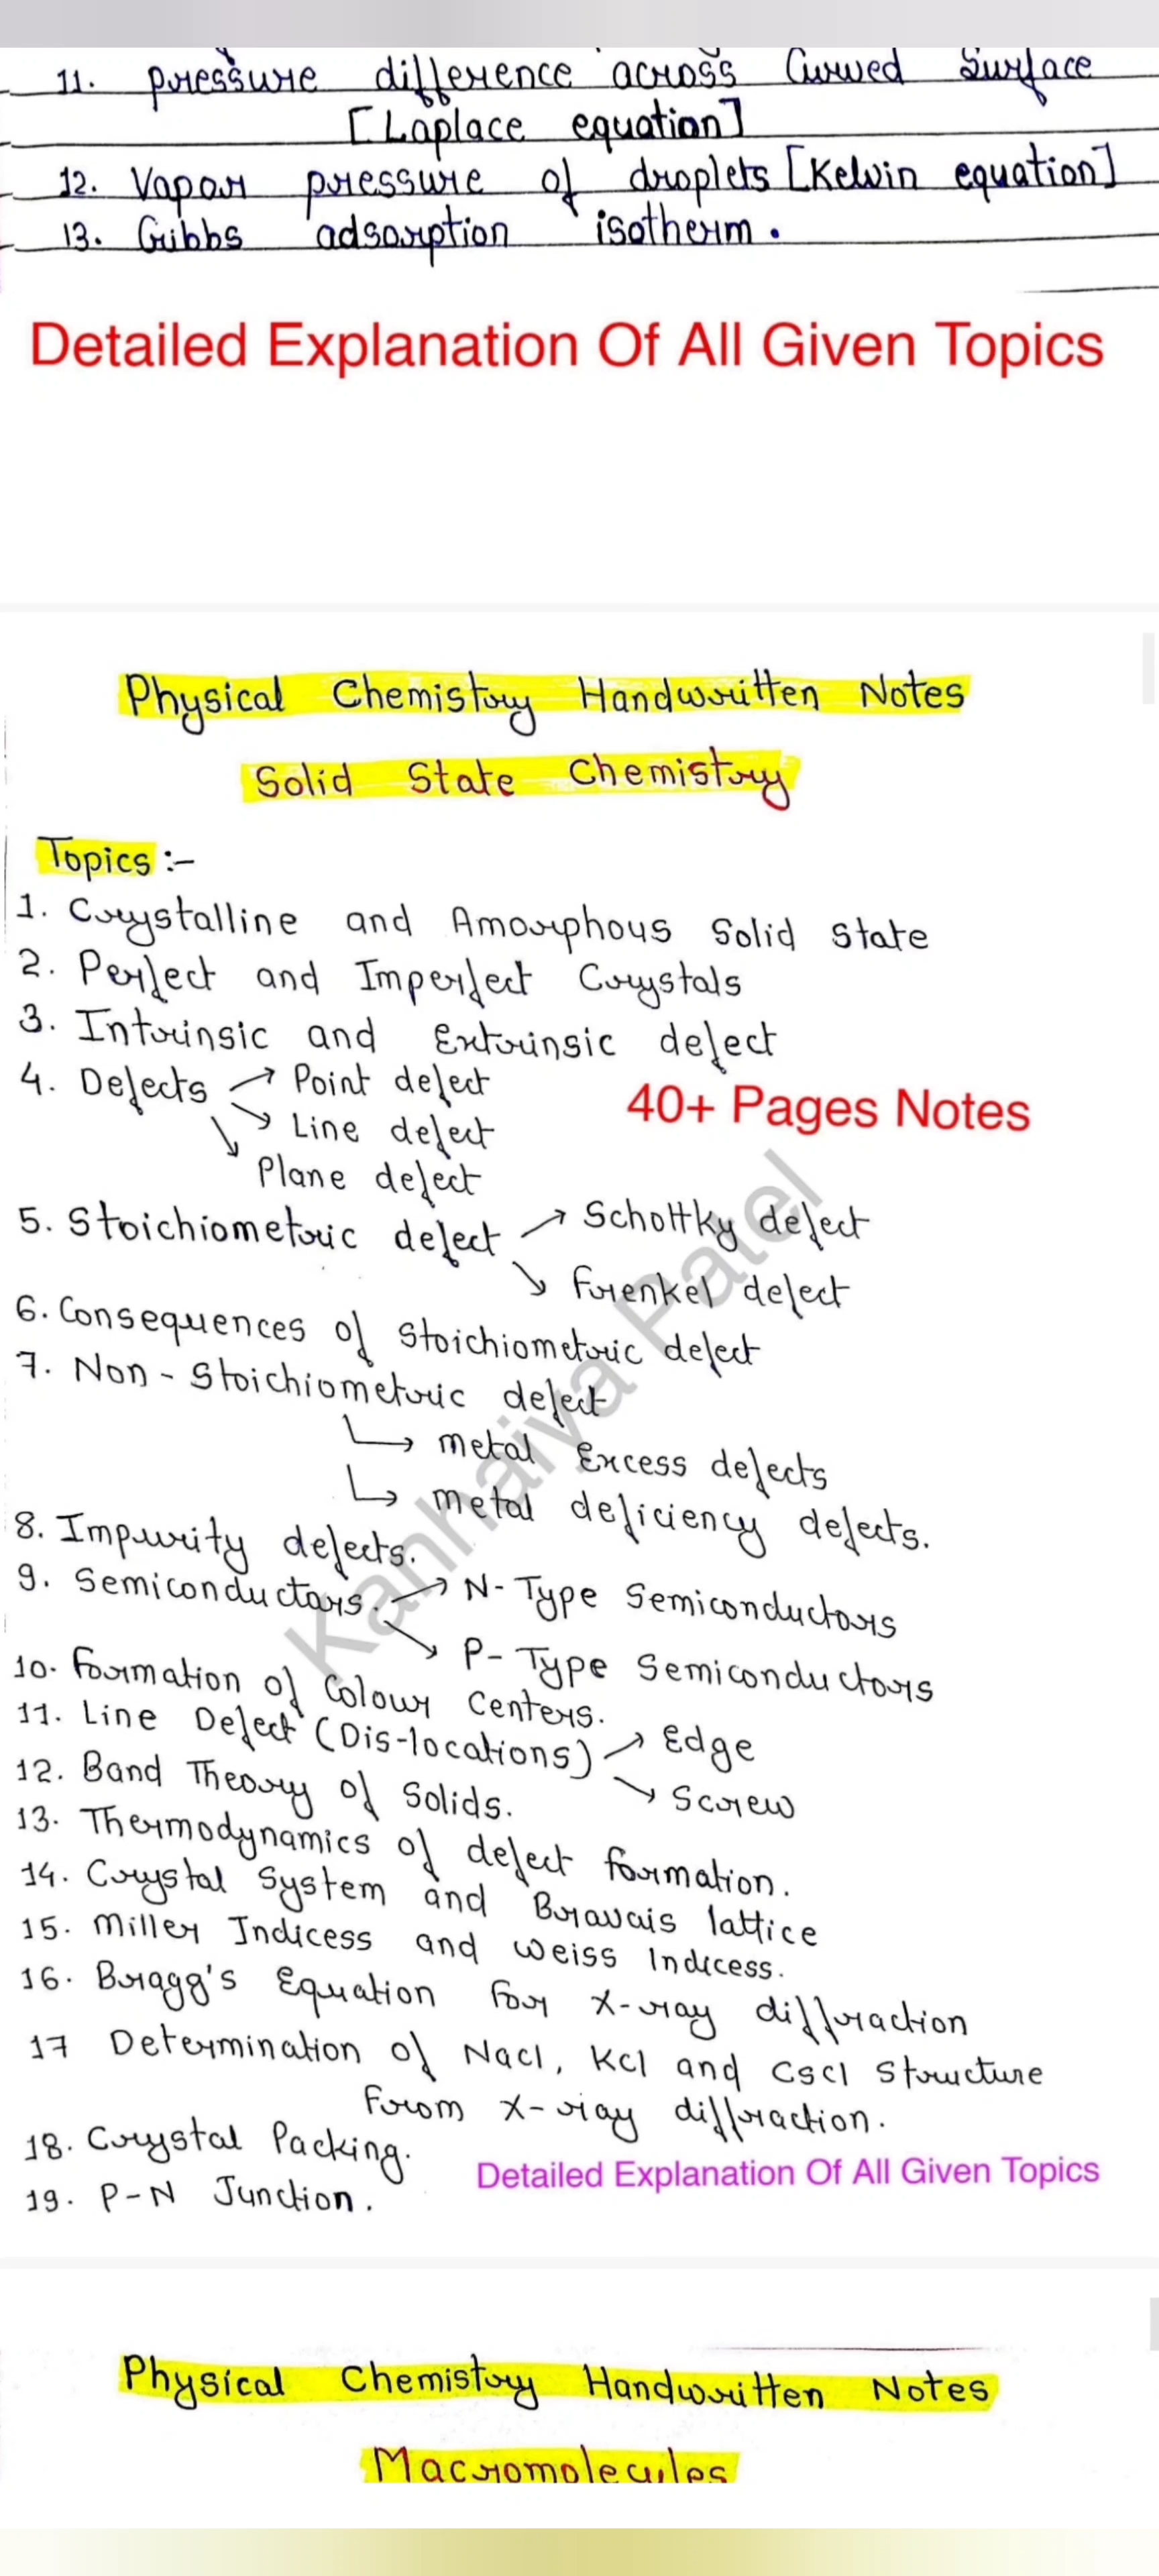 11. pressure difference across Curved Surface
[Laplace equation]
12. Vapour pressure of droplets [Kelvin equation]
13. Gibbs adsorption isotherm.
Detailed Explanation Of All Given Topics
Physical Chemistry Handwritten Notes
Solid State Chemistry
Topics :-
1. Crystalline and Amorphous Solid State
2. Perfect and Imperfect Crystals
3. Intrinsic and Extrinsic defect
4. Defects → Point defect
→ Line defect
→ Plane defect
40+ Pages Notes
5. Stoichiometric defect → Schottky defect
→ Frenkel defect
6. Consequences of Stoichiometric defect
7. Non - Stoichiometric defect
→ metal Excess defects
→ metal deficiency defects.
8. Impurity defects.
9. Semiconductors. → N- Type Semiconductors
→ P- Type Semiconductors
10. Formation of Colour Centers.
11. Line Defect (Dis-locations) → Edge
→ Screw
12. Band Theory of Solids.
13. Thermodynamics of defect formation.
14. Crystal System and Bravais lattice
15. Miller Indicess and Weiss Indicess.
16. Bragg's Equation For X-ray diffraction
17 Determination of Nacl, Kcl and Cscl Structure
From X-ray diffraction.
18. Crystal Packing.
19. P-N Junction.
Detailed Explanation Of All Given Topics
Kanhaiya Patel
Physical Chemistry Handwritten Notes
Macromolecules